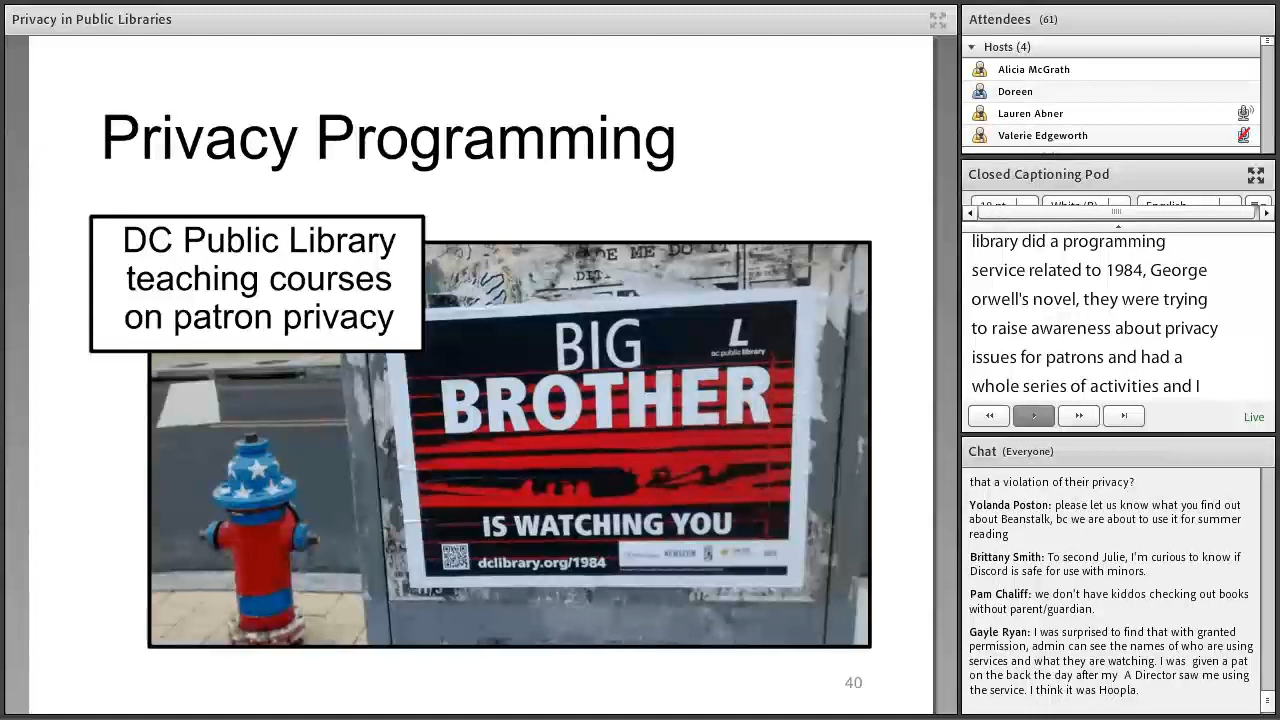 Privacy in Public Libraries
Privacy Programming
DC Public Library
teaching courses
on patron privacy
DE ME DO IT
DIT
BIG
BROTHER
L
dc public library
IS WATCHING YOU
dclibrary.org/1984
40
Attendees (61)
Hosts (4)
Alicia McGrath
Doreen
Lauren Abner
Valerie Edgeworth
Closed Captioning Pod
library did a programming
service related to 1984, George
orwell's novel, they were trying
to raise awareness about privacy
issues for patrons and had a
whole series of activities and I
Live
Chat (Everyone)
that a violation of their privacy?
Yolanda Poston: please let us know what you find out
about Beanstalk, bc we are about to use it for summer
reading
Brittany Smith: To second Julie I'm curious to know if
Discord is safe for use with minors.
Pam Chaliff: we don't have kiddos checking out books
without parent/guardian.
Gayle Ryan: I was surprised to find that with granted
permission, admin can see the names of who are using
services and what they are watching. I was given a pat
on the back the day after my A Director saw me using
the service. I think it was Hoopla.